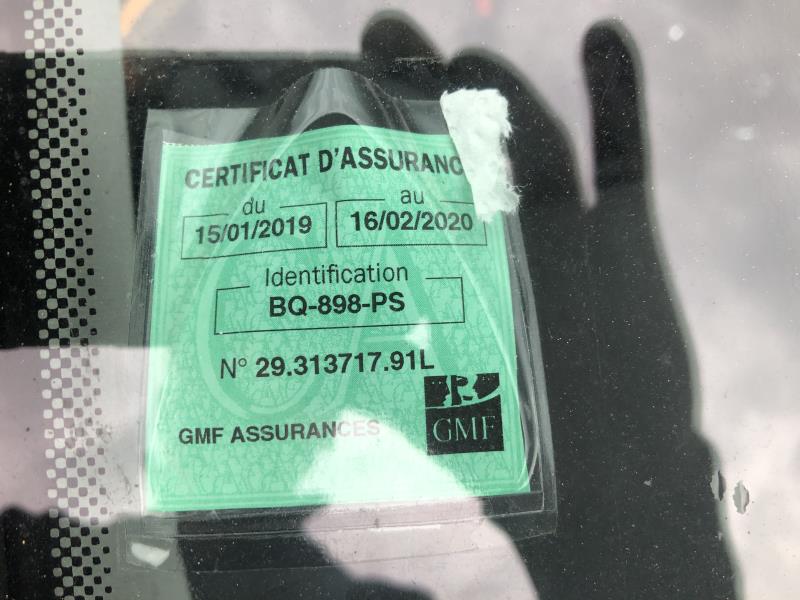 CERTIFICAT D'ASSURANC
du
15/01/2019
au
16/02/2020
Identification
BQ-898-PS
N° 29.313717.91L
GMF ASSURANCES
GMF